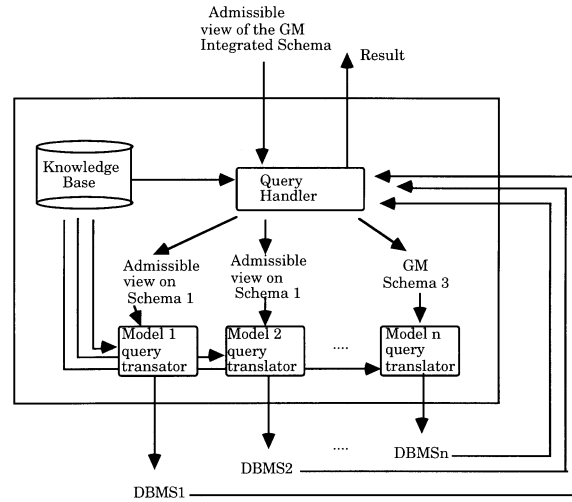 Admissible
view of the GM
Integrated Schema
Result
Knowledge
Base
Query
Handler
Admissible
view on
Schema 1
Admissible
view on
Schema 1
GM
Schema 3
Model 1
query
transator
Model 2
query
translator
....
Model n
query
translator
....
DBMSn
DBMS2
DBMS1